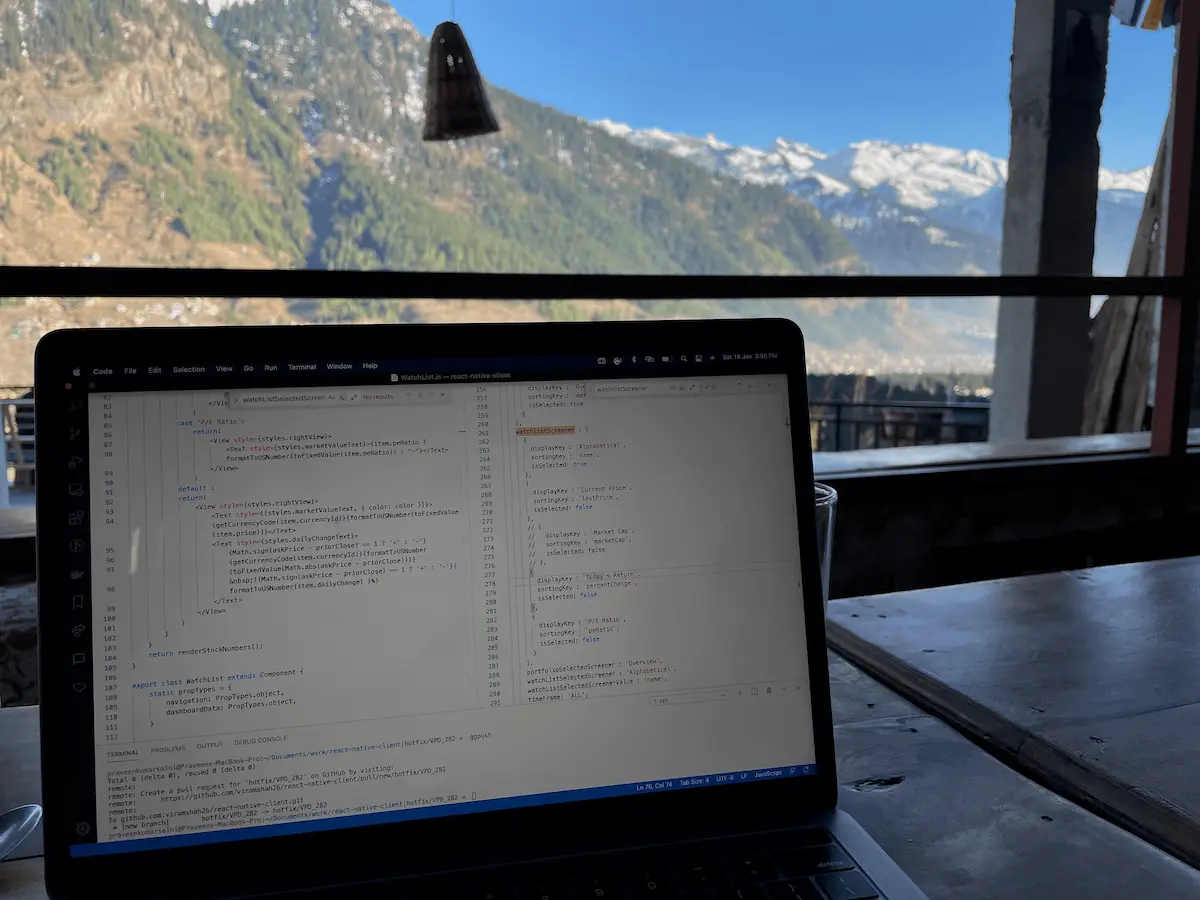 Code File Edit Selection View Go Run Terminal Window Help
Sat 16 Jan 3:50 PM
WatchList.js — react-native-client
watchListSelectedScreen
No results
82
83
84
85
86
87
88
89
90
91
92
93
94
95
96
97
98
99
100
101
102
103
104
105
106
107
108
109
110
111
112
case 'P/E Ratio':
return(
<View style={styles.rightView}>
<Text style={styles.marketValueText}>{item.peRatio ?
formatToUSNumber(toFixedValue(item.peRatio)) : "-"}</Text>
</View>
)
default :
return(
<View style={styles.rightView}>
<Text style={[styles.marketValueText, { color: color }]}>
{getCurrencyCode(item.currencyId)}{formatToUSNumber(toFixedValue
(item.price))}</Text>
<Text style={styles.dailyChangeText}>
{Math.sign(askPrice - priorClose) == 1 ? '+' : '-'}
{getCurrencyCode(item.currencyId)}{formatToUSNumber
(toFixedValue(Math.abs(askPrice - priorClose)))}
&nbsp;({Math.sign(askPrice - priorClose) == 1 ? '+' : '-'}{
formatToUSNumber(item.dailyChange) }%)
</Text>
</View>
)
}
}
return renderStockNumbers();
}
export class WatchList extends Component {
static propTypes = {
navigation: PropTypes.object,
dashboardData: PropTypes.object,
}
watchlistScreener
256
257
258
259
260
261
262
263
264
265
266
267
268
269
270
271
272
273
274
275
276
277
278
279
280
281
282
283
284
285
286
287
288
289
290
291
displayKey :
sortingKey :
isSelected: true
}
],
watchlistScreener : [
{
displayKey : 'Alphabetical',
sortingKey : 'name',
isSelected: true
},
{
displayKey : 'Current Price',
sortingKey : 'lastPrice',
isSelected: false
},
// {
// displayKey : 'Market Cap',
// sortingKey : 'marketCap',
// isSelected: false
// },
{
displayKey : 'Today's Return',
sortingKey : 'percentChange',
isSelected: false
},
{
displayKey : 'P/E Ratio',
sortingKey : 'peRatio',
isSelected: false
}
],
portfolioSelectedScreener : 'Overview',
watchListSelectedScreener : 'Alphabetical',
watchListSelectedScreenerValue : 'name',
timeFrame: 'ALL',
TERMINAL PROBLEMS OUTPUT DEBUG CONSOLE
1: zsh
praveenkumarsaini@Praveens-MacBook-Pro:~/Documents/work/react-native-client|hotfix/VPD_282 ⇒ ggpush
Total 0 (delta 0), reused 0 (delta 0)
remote:
remote: Create a pull request for 'hotfix/VPD_282' on GitHub by visiting:
remote: https://github.com/viramshah26/react-native-client/pull/new/hotfix/VPD_282
remote:
To github.com:viramshah26/react-native-client.git
* [new branch] hotfix/VPD_282 -> hotfix/VPD_282
praveenkumarsaini@Praveens-MacBook-Pro:~/Documents/work/react-native-client|hotfix/VPD_282 ⇒
Ln 76, Col 74 Tab Size: 4 UTF-8 LF JavaScript
delete